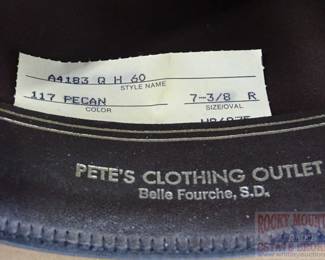 A4183 Q H 60
STYLE NAME
117 PECAN 7-3/8 R
COLOR SIZE/OVAL
PETE'S CLOTHING OUTLET
Belle Fourche, S.D.
ROCKY MOUNT